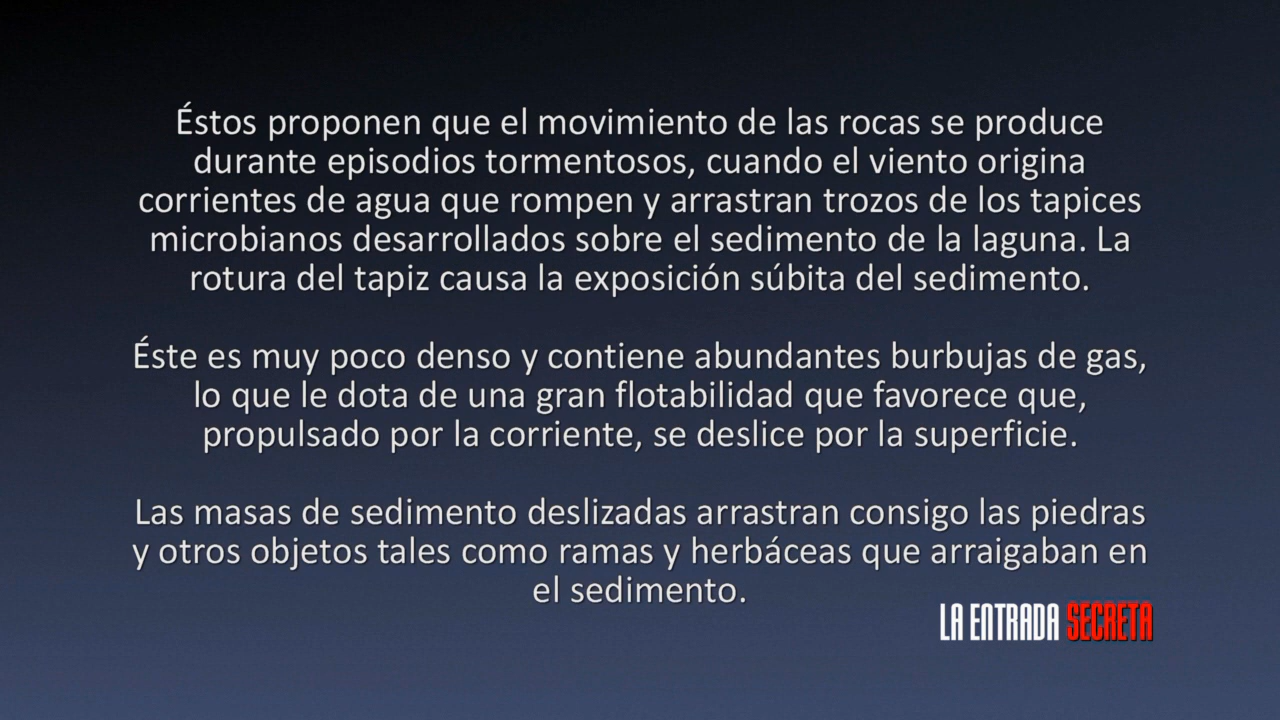 Éstos proponen que el movimiento de las rocas se produce
durante episodios tormentosos, cuando el viento origina
corrientes de agua que rompen y arrastran trozos de los tapices
microbianos desarrollados sobre el sedimento de la laguna. La
rotura del tapiz causa la exposición súbita del sedimento.
Éste es muy poco denso y contiene abundantes burbujas de gas,
lo que le dota de una gran flotabilidad que favorece que,
propulsado por la corriente, se deslice por la superficie.
Las masas de sedimento deslizadas arrastran consigo las piedras
y otros objetos tales como ramas y herbáceas que arraigaban en
el sedimento.
LA ENTRADA SECRETA